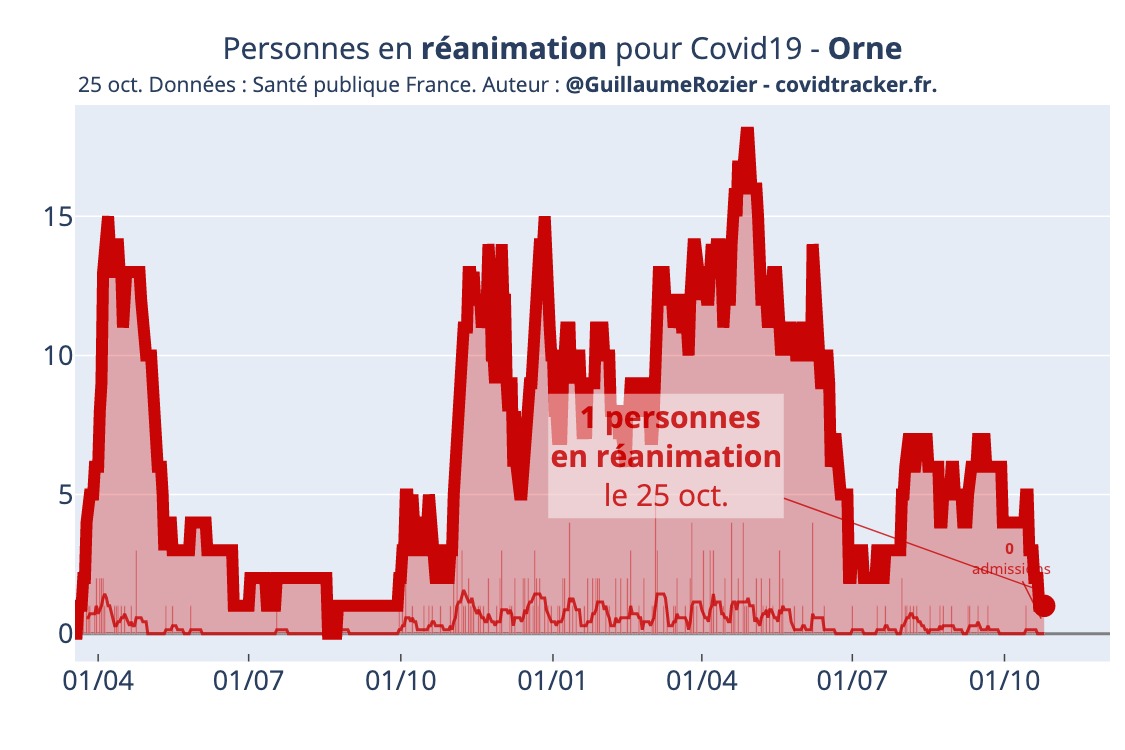 Personnes en réanimation pour Covid19 - Orne
25 oct. Données : Santé publique France. Auteur : @GuillaumeRozier - covidtracker.fr.
15
10
5
0
1 personnes
en réanimation
le 25 oct.
0
admissions
01/04 01/07 01/10 01/01 01/04 01/07 01/10